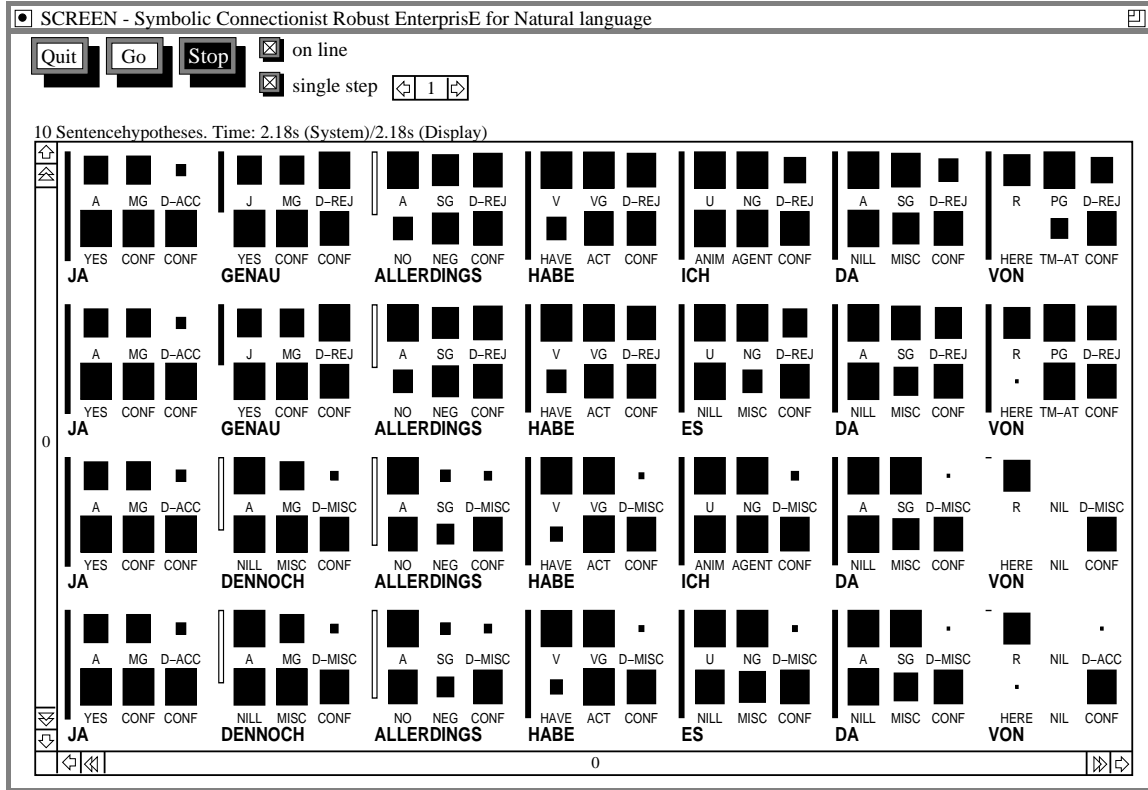 SCREEN - Symbolic Connectionist Robust EnterprisE for Natural language
Quit Go Stop on line
single step 1
10 Sentencehypotheses. Time: 2.18s (System)/2.18s (Display)
A MG D–ACC J MG D–REJ A SG D–REJ V VG D–REJ U NG D–REJ A SG D–REJ R PG D–REJ
YES CONF CONF YES CONF CONF NO NEG CONF HAVE ACT CONF ANIM AGENT CONF NILL MISC CONF HERE TM–AT CONF
JA GENAU ALLERDINGS HABE ICH DA VON
A MG D–ACC J MG D–REJ A SG D–REJ V VG D–REJ U NG D–REJ A SG D–REJ R PG D–REJ
YES CONF CONF YES CONF CONF NO NEG CONF HAVE ACT CONF NILL MISC CONF NILL MISC CONF HERE TM–AT CONF
JA GENAU ALLERDINGS HABE ES DA VON
0
A MG D–ACC A MG D–MISC A SG D–MISC V VG D–MISC U NG D–MISC A SG D–MISC R NIL D–MISC
YES CONF CONF NILL MISC CONF NO NEG CONF HAVE ACT CONF ANIM AGENT CONF NILL MISC CONF HERE NIL CONF
JA DENNOCH ALLERDINGS HABE ICH DA VON
A MG D–ACC A MG D–MISC A SG D–MISC V VG D–MISC U NG D–MISC A SG D–MISC R NIL D–ACC
YES CONF CONF NILL MISC CONF NO NEG CONF HAVE ACT CONF NILL MISC CONF NILL MISC CONF HERE NIL CONF
JA DENNOCH ALLERDINGS HABE ES DA VON
0